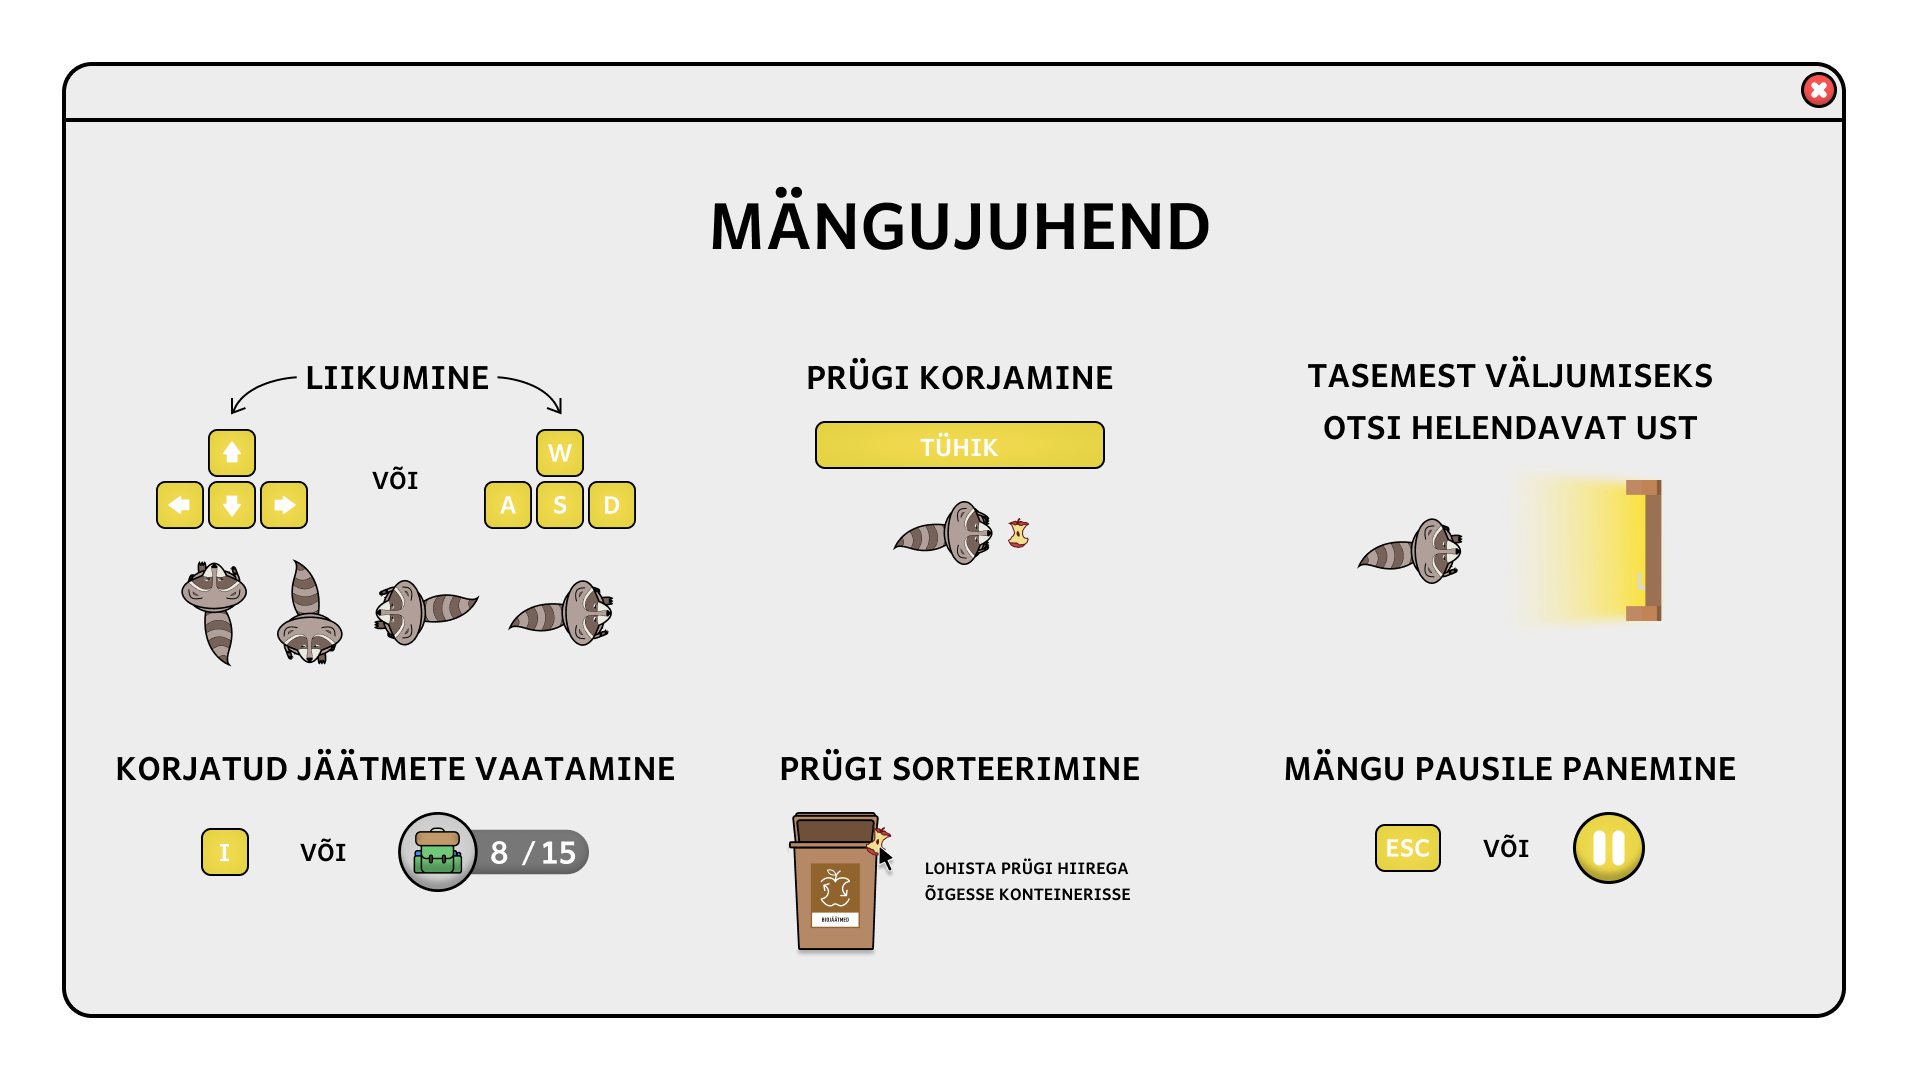 MÄNGUJUHEND
LIIKUMINE
VÕI
W
A S D
PRÜGI KORJAMINE
TÜHIK
TASEMEST VÄLJUMISEKS
OTSI HELENDAVAT UST
KORJATUD JÄÄTMETE VAATAMINE
I
VÕI
8 / 15
PRÜGI SORTEERIMINE
BIOJÄÄTMED
LOHISTA PRÜGI HIIREGA
ÕIGESSE KONTEINERISSE
MÄNGU PAUSILE PANEMINE
ESC
VÕI